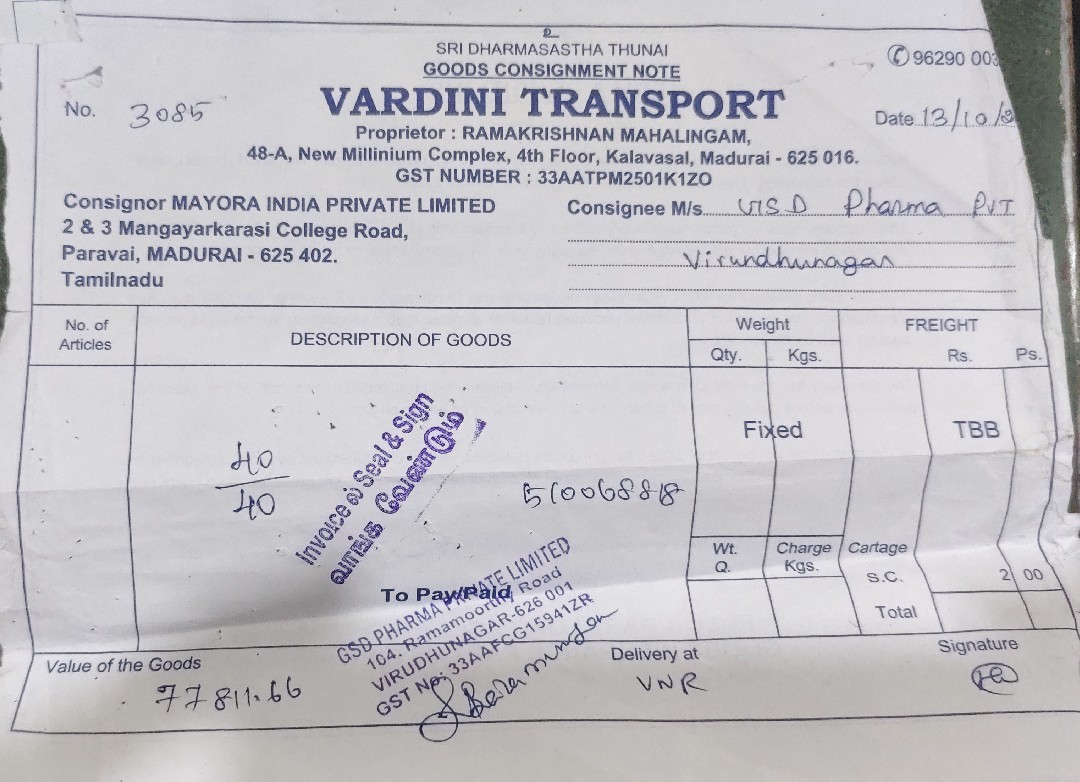 உ
SRI DHARMASASTHA THUNAI
GOODS CONSIGNMENT NOTE
✆ 96290 003
No. 3085
VARDINI TRANSPORT
Date 13/10/2
Proprietor : RAMAKRISHNAN MAHALINGAM,
48-A, New Millinium Complex, 4th Floor, Kalavasal, Madurai - 625 016.
GST NUMBER : 33AATPM2501K1ZO
Consignor MAYORA INDIA PRIVATE LIMITED
2 & 3 Mangayarkarasi College Road,
Paravai, MADURAI - 625 402.
Tamilnadu
Consignee M/s. GSD Pharma PVT
Virundhunagar
No. of Articles
DESCRIPTION OF GOODS
Weight
Qty. Kgs.
FREIGHT
Rs. Ps.
40
40
Invoice ல் Seal & Sign
வாங்க வேண்டும்
510068818
Fixed
TBB
Wt. Q.
Charge Kgs.
Cartage
S.C. 2 00
Total
To Pay/Paid
GSD PHARMA PRIVATE LIMITED
104. Ramamoorthy Road
VIRUDHUNAGAR-626 001
GST No: 33AAFCG15941ZR
Value of the Goods
77811.66
Delivery at
VNR
Signature